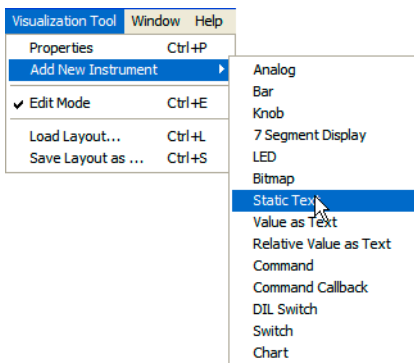 Visualization Tool Window Help
Properties Ctrl+P
Add New Instrument
Edit Mode Ctrl+E
Load Layout... Ctrl+L
Save Layout as ... Ctrl+S
Analog
Bar
Knob
7 Segment Display
LED
Bitmap
Static Text
Value as Text
Relative Value as Text
Command
Command Callback
DIL Switch
Switch
Chart